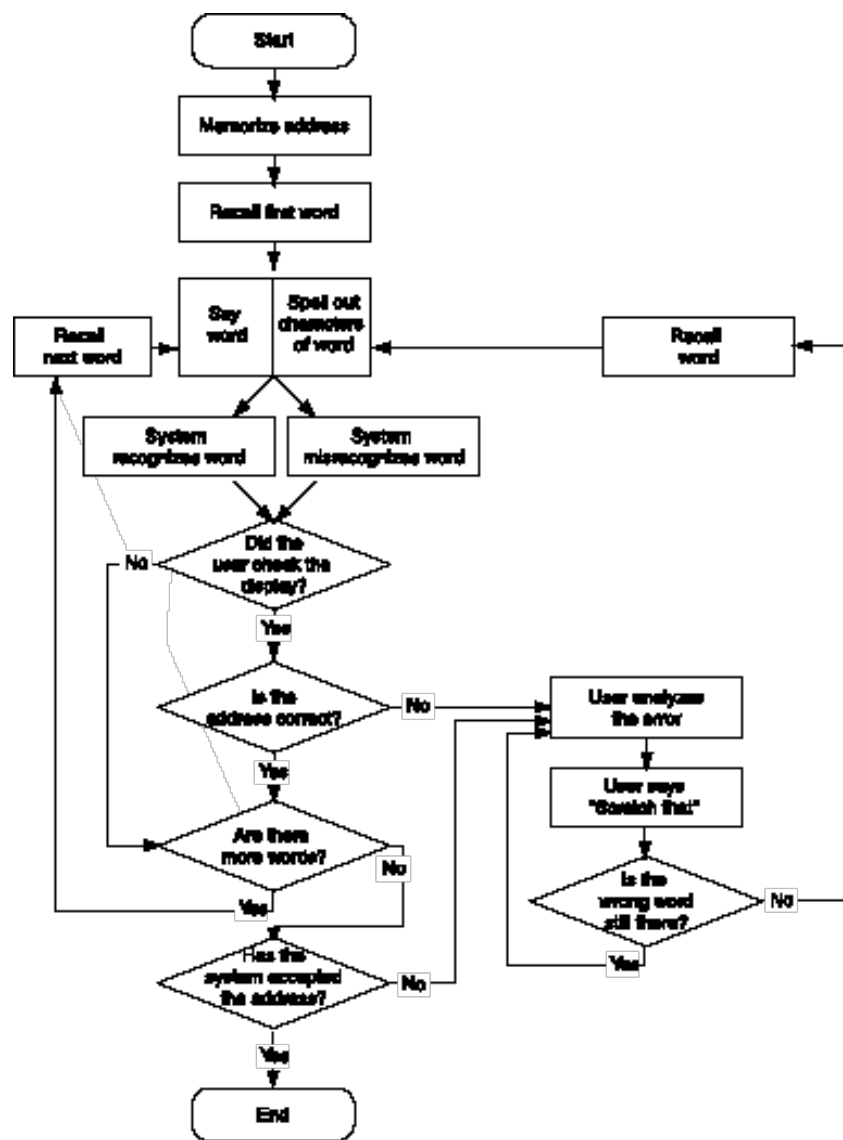 Start
Memorize address
Recall first word
Say
word
Spell out
characters
of word
Recall
next word
Recall
word
System
recognizes word
System
misrecognizes word
Did the
user check the
display?
No
Yes
Is the
address correct?
No
User analyzes
the error
Yes
User says
"Scratch that"
Are there
more words?
No
Yes
Is the
wrong word
still there?
No
Yes
Has the
system accepted
the address?
No
Yes
End